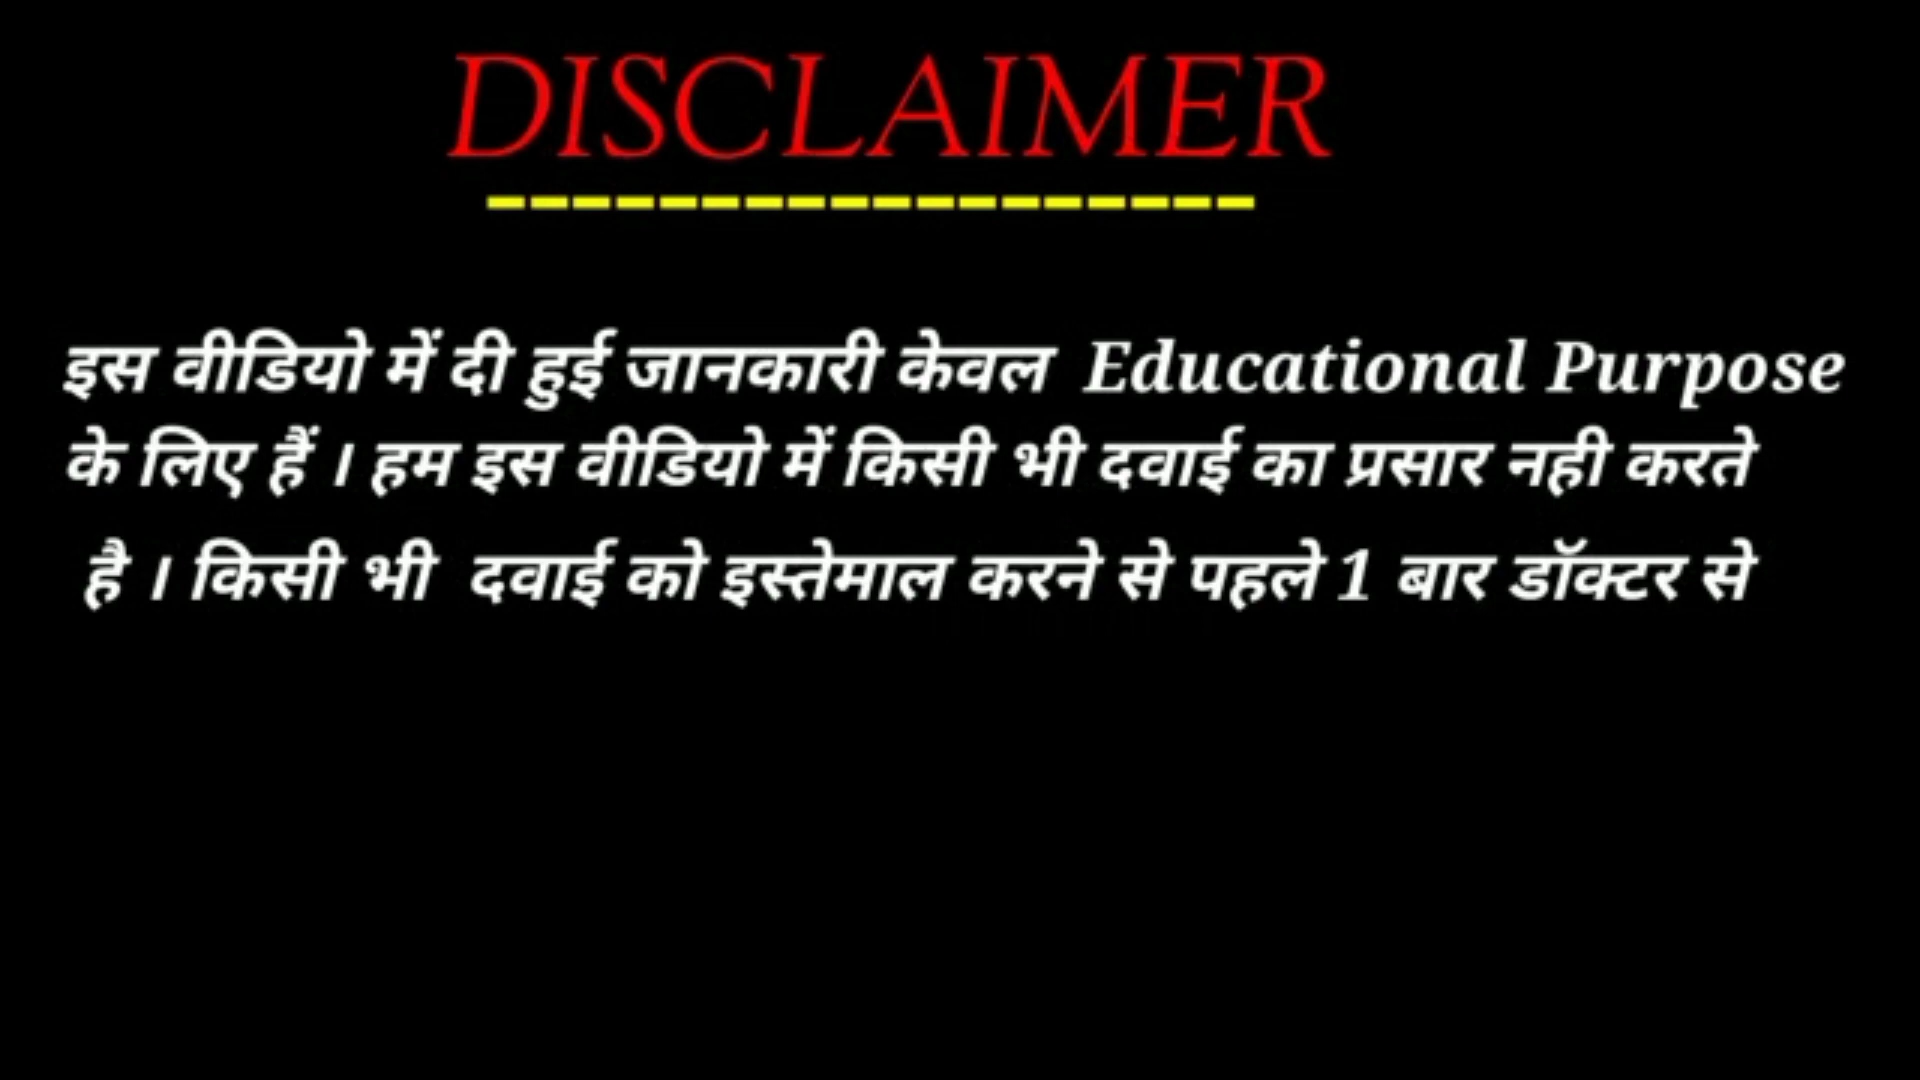 DISCLAIMER
------------------
इस वीडियो में दी हुई जानकारी केवल Educational Purpose
के लिए हैं । हम इस वीडियो में किसी भी दवाई का प्रसार नही करते
है । किसी भी दवाई को इस्तेमाल करने से पहले 1 बार डॉक्टर से